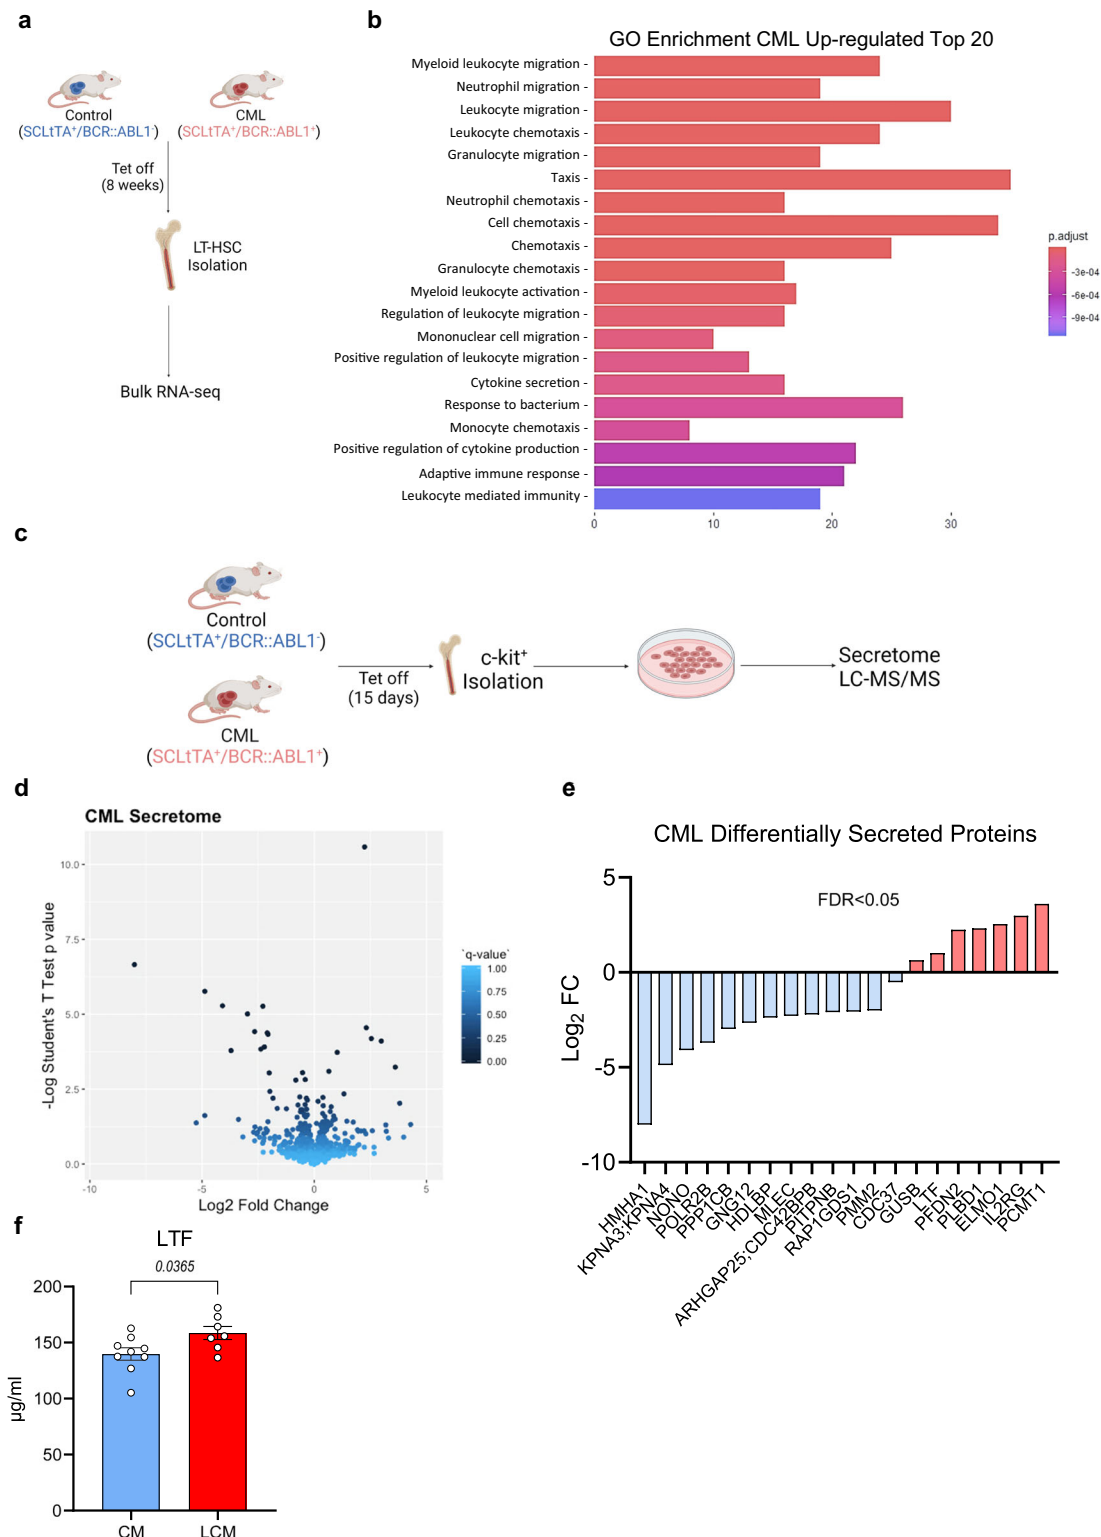 a
Control
(SCLtTA⁺/BCR::ABL1⁻)
CML
(SCLtTA⁺/BCR::ABL1⁺)
Tet off
(8 weeks)
LT-HSC
Isolation
Bulk RNA-seq
b
GO Enrichment CML Up-regulated Top 20
Myeloid leukocyte migration -
Neutrophil migration -
Leukocyte migration -
Leukocyte chemotaxis -
Granulocyte migration -
Taxis -
Neutrophil chemotaxis -
Cell chemotaxis -
Chemotaxis -
Granulocyte chemotaxis -
Myeloid leukocyte activation -
Regulation of leukocyte migration -
Mononuclear cell migration -
Positive regulation of leukocyte migration -
Cytokine secretion -
Response to bacterium -
Monocyte chemotaxis -
Positive regulation of cytokine production -
Adaptive immune response -
Leukocyte mediated immunity -
0 10 20 30
p.adjust
-3e-04
-6e-04
-9e-04
c
Control
(SCLtTA⁺/BCR::ABL1⁻)
CML
(SCLtTA⁺/BCR::ABL1⁺)
Tet off
(15 days)
c-kit⁺
Isolation
Secretome
LC-MS/MS
d
CML Secretome
-Log Student's T Test p value
10.0
7.5
5.0
2.5
0.0
-10 -5 0 5
Log2 Fold Change
`q-value`
1.00
0.75
0.50
0.25
0.00
e
CML Differentially Secreted Proteins
FDR<0.05
Log₂ FC
5
0
-5
-10
HMHA1
KPNA3;KPNA4
NONO
POLR2B
PPP1CB
GNG12
HDLBP
MLEC
ARHGAP25;CDC42BPB
PITPNB
RAP1GDS1
PMM2
CDC37
GUSB
LTF
PFDN2
PLBD1
ELMO1
IL2RG
PCMT1
f
LTF
0.0365
µg/ml
200
150
100
50
0
CM LCM